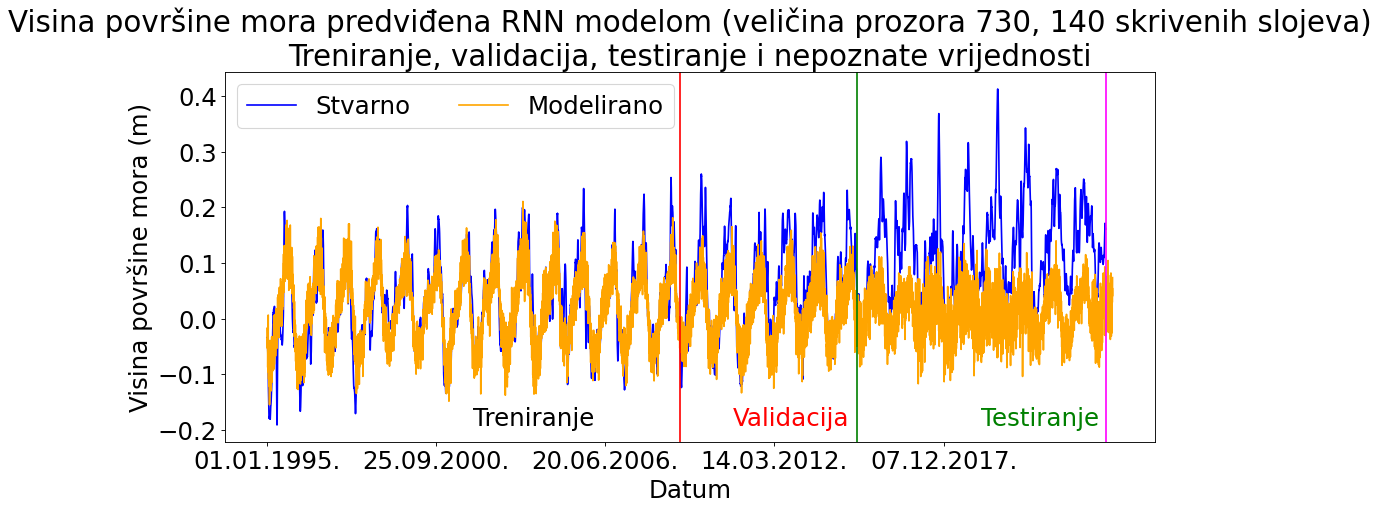 Visina površine mora predviđena RNN modelom (veličina prozora 730, 140 skrivenih slojeva)
Treniranje, validacija, testiranje i nepoznate vrijednosti
Stvarno Modelirano
Visina površine mora (m)
0.4
0.3
0.2
0.1
0.0
−0.1
−0.2
Treniranje Validacija Testiranje
01.01.1995. 25.09.2000. 20.06.2006. 14.03.2012. 07.12.2017.
Datum